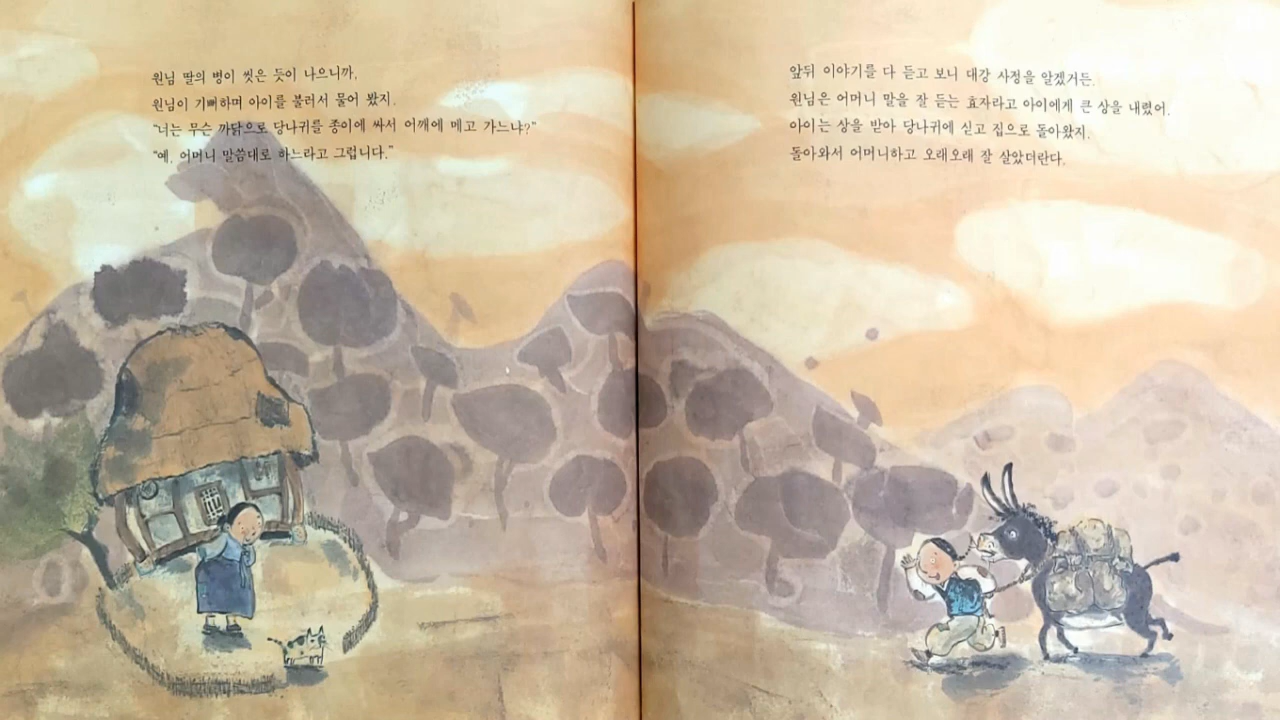 원님 딸의 병이 씻은 듯이 나으니까,
원님이 기뻐하며 아이를 불러서 물어 봤지.
"너는 무슨 까닭으로 당나귀를 종이에 싸서 어깨에 메고 가느냐?"
"예, 어머니 말씀대로 하느라고 그럽니다."
앞뒤 이야기를 다 듣고 보니 대강 사정을 알겠거든.
원님은 어머니 말을 잘 듣는 효자라고 아이에게 큰 상을 내렸어.
아이는 상을 받아 당나귀에 싣고 집으로 돌아왔지.
돌아와서 어머니하고 오래오래 잘 살았더란다.